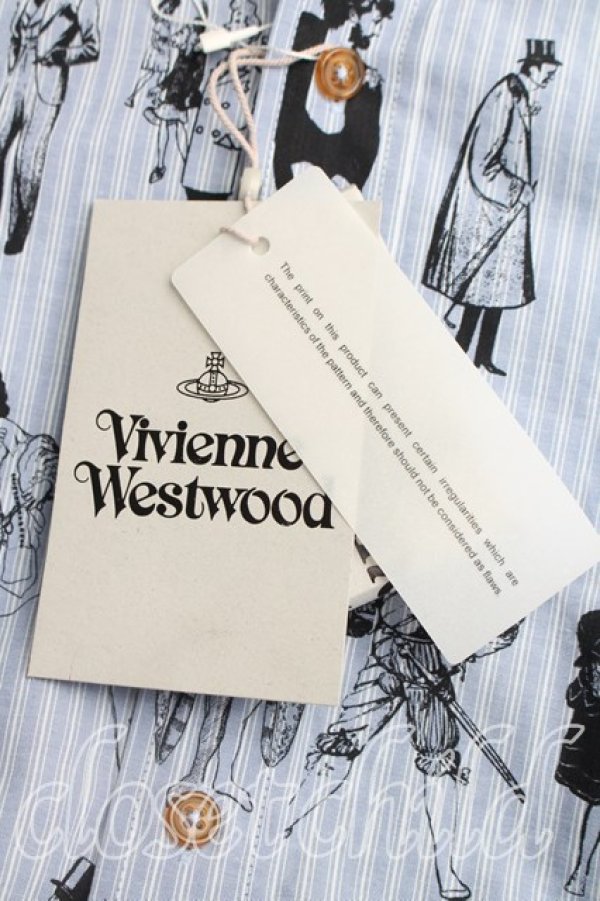 Vivienne
Westwood
The print on this product can present certain irregularities which are
characteristics of the pattern and therefore should not be considered as flaws